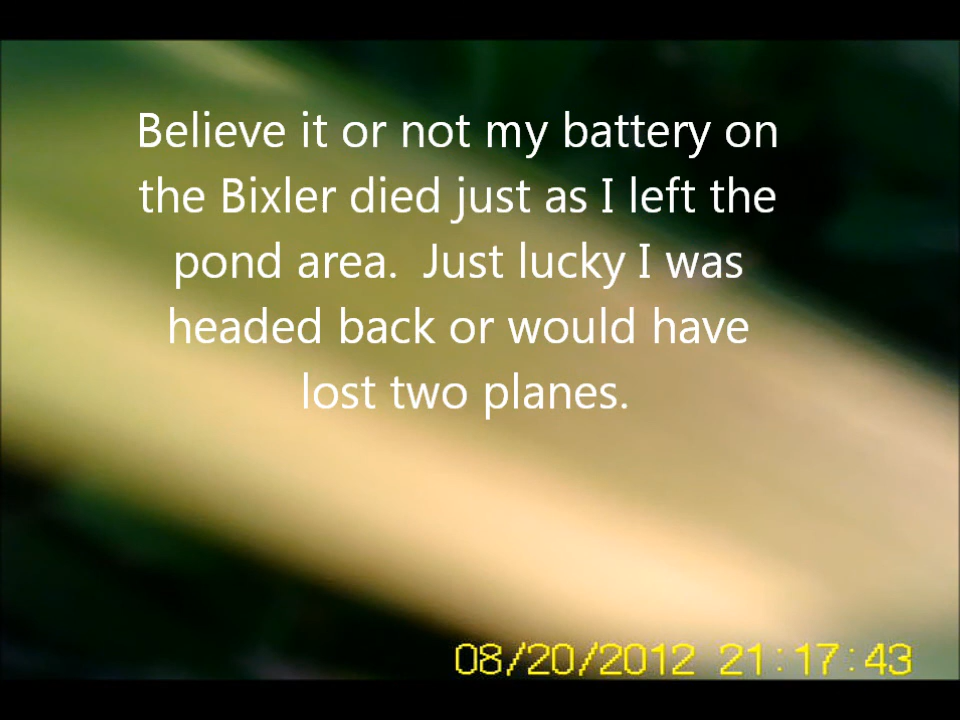 Believe it or not my battery on
the Bixler died just as I left the
pond area.  Just lucky I was
headed back or would have
lost two planes.
08/20/2012 21:17:43